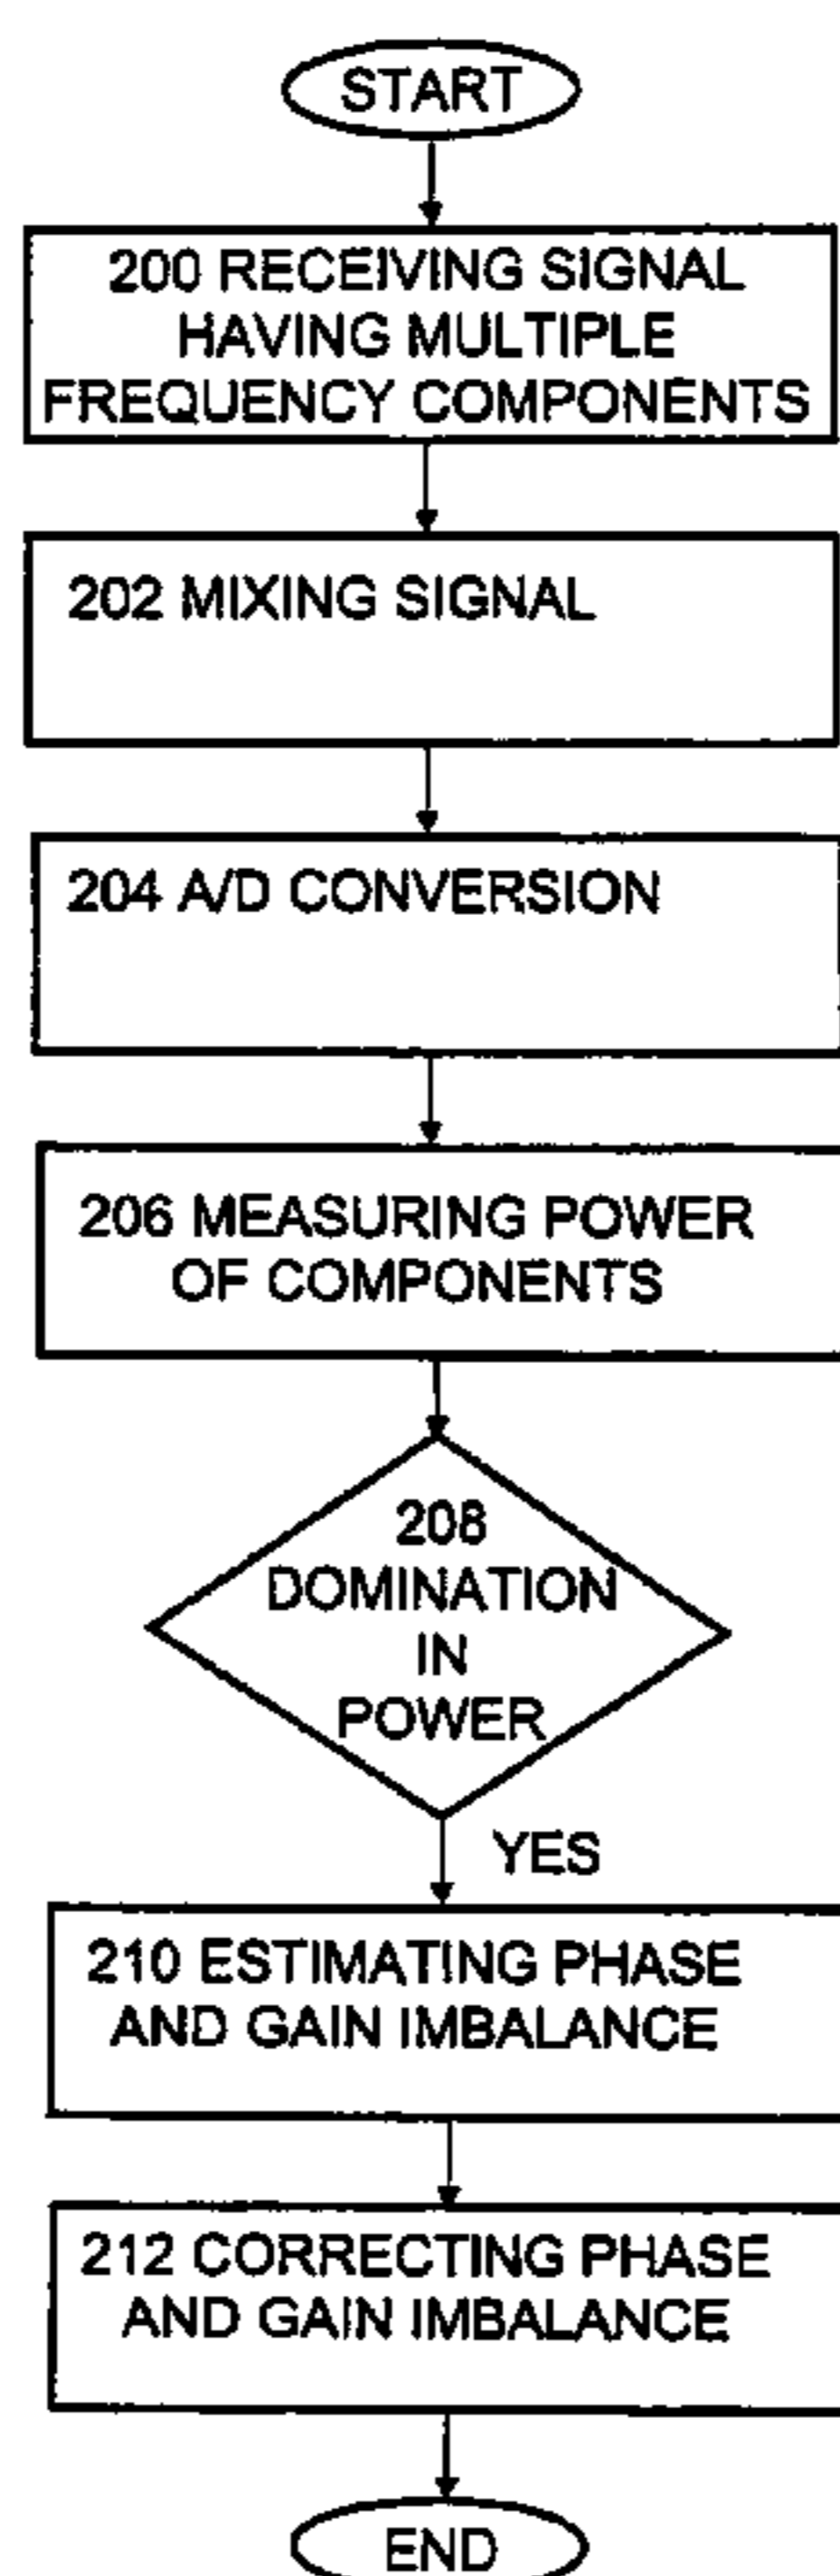 START
200 RECEIVING SIGNAL
HAVING MULTIPLE
FREQUENCY COMPONENTS
202 MIXING SIGNAL
204 A/D CONVERSION
206 MEASURING POWER
OF COMPONENTS
208
DOMINATION
IN
POWER
YES
210 ESTIMATING PHASE
AND GAIN IMBALANCE
212 CORRECTING PHASE
AND GAIN IMBALANCE
END